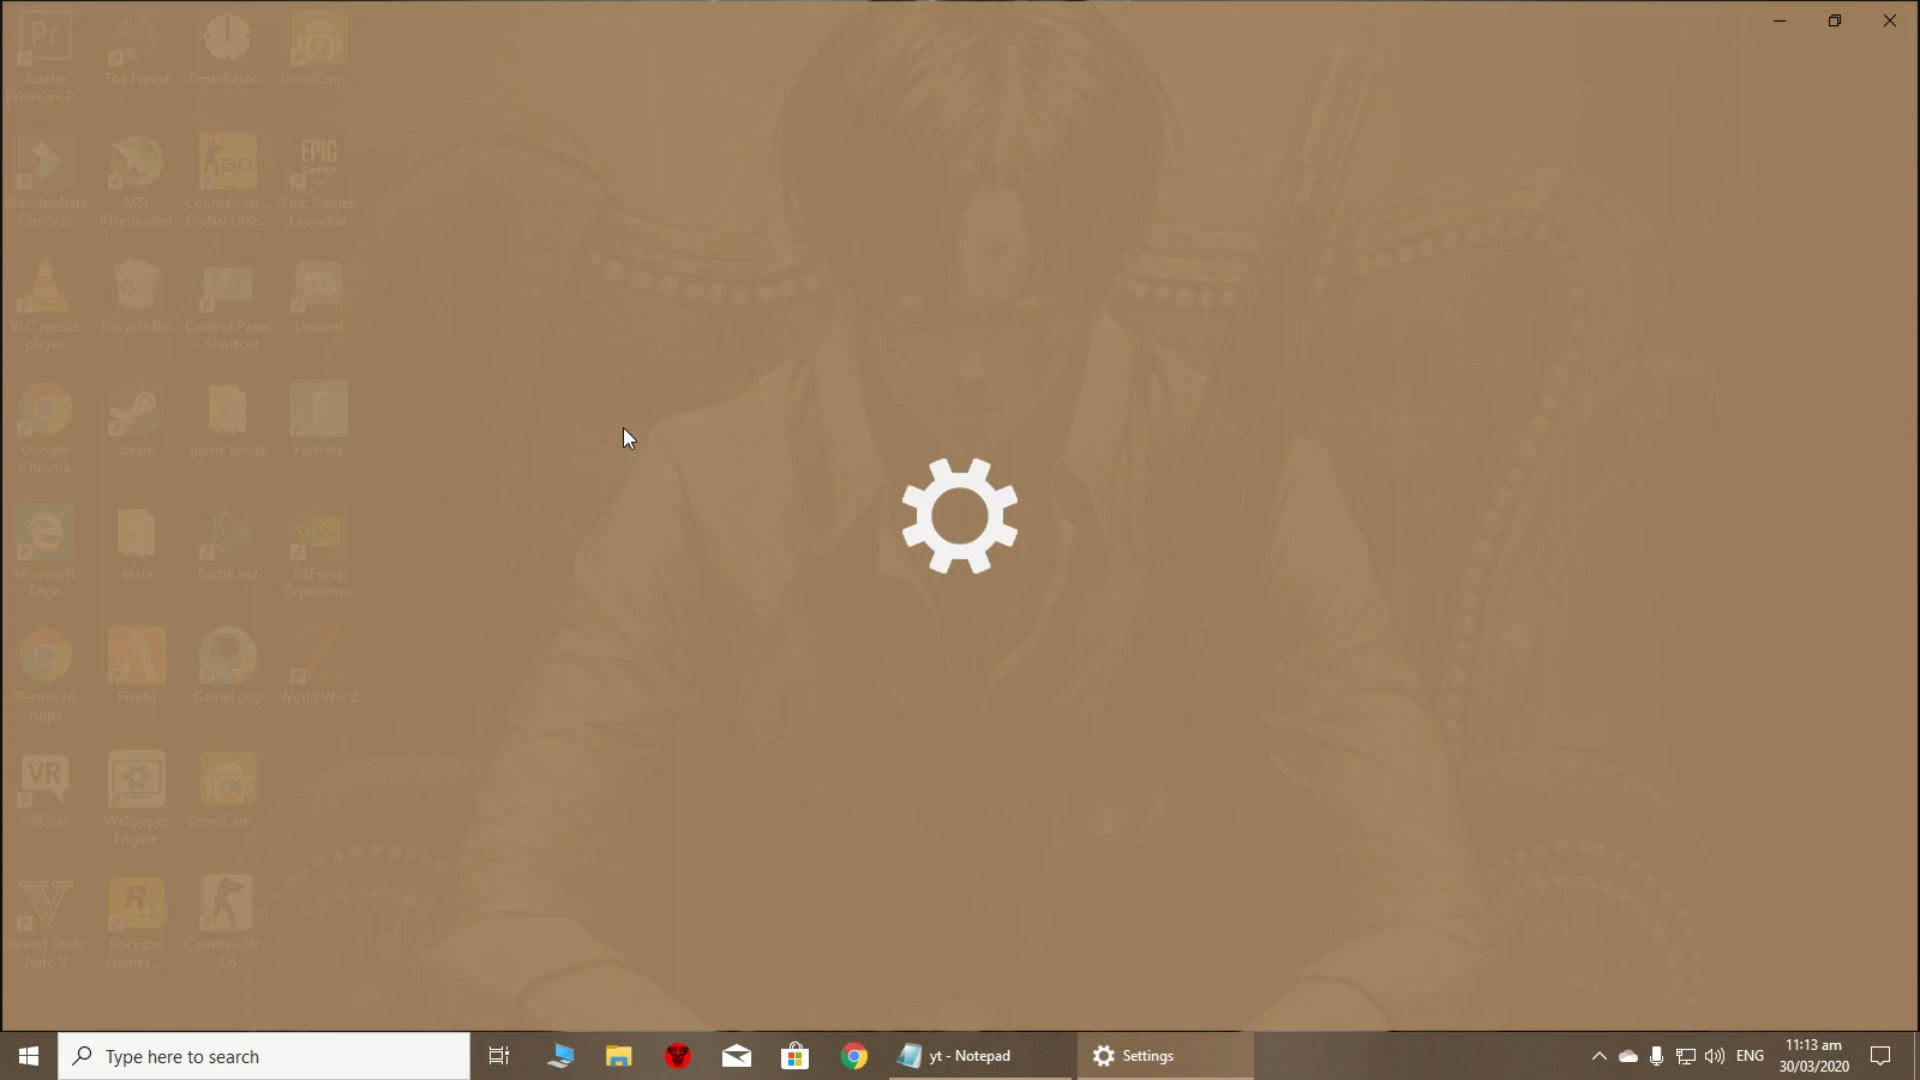 Pr
Adobe
Premiere P...
The Forest
TimerResol...
DroidCam...
Wondershare
Filmora9
MSI
Afterburner
GO
Counter-Str...
Global Offe...
EPIC
GAMES
Epic Games
Launcher
VLC media
player
Recycle Bin
Control Panel
- Shortcut
Discord
Google
Chrome
steam
game boost
Fortnite
Microsoft
Edge
extra
Battle.net
GeForce
Experience
Removed
Apps
FiveM
GameLoop
World War Z
VR
VRChat
Wallpaper
Engine
DroidCam...
Grand Theft
Auto V
Rockstar
Games ...
Counter-Str...
1.6
Type here to search
yt - Notepad
Settings
ENG
11:13 am
30/03/2020